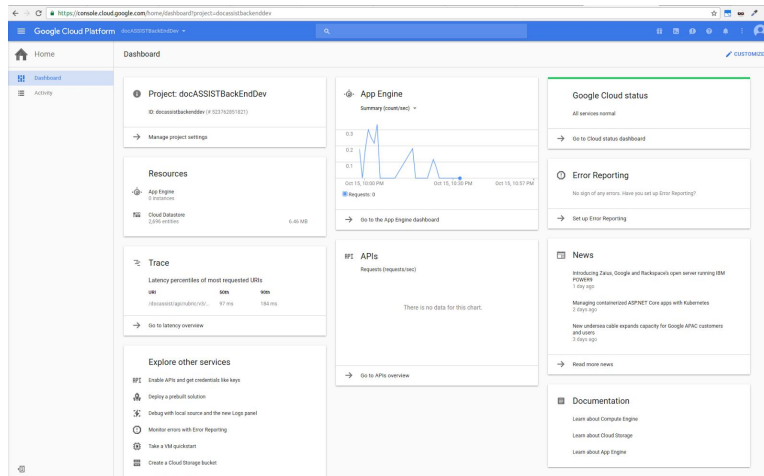 https://console.cloud.google.com/home/dashboard?project=docassistbackenddev
Google Cloud Platform docASSISTBackEndDev
Home
Dashboard
CUSTOMIZE
Dashboard
Activity
Project: docASSISTBackEndDev
ID: docassistbackenddev (# 523762851821)
Manage project settings
Resources
App Engine
0 instances
Cloud Datastore
2,696 entities 6.46 MB
Trace
Latency percentiles of most requested URIs
URI 50th 90th
/docassist/api/rubric/v3/... 97 ms 184 ms
Go to latency overview
Explore other services
API Enable APIs and get credentials like keys
Deploy a prebuilt solution
Debug with local source and the new Logs panel
Monitor errors with Error Reporting
Take a VM quickstart
Create a Cloud Storage bucket
App Engine
Summary (count/sec)
0.3
0.2
0.1
Oct 15, 10:00 PM Oct 15, 10:30 PM Oct 15, 10:57 PM
Requests: 0
Go to the App Engine dashboard
API APIs
Requests (requests/sec)
There is no data for this chart.
Go to APIs overview
Google Cloud status
All services normal
Go to Cloud status dashboard
Error Reporting
No sign of any errors. Have you set up Error Reporting?
Set up Error Reporting
News
Introducing Zaius, Google and Rackspace's open server running IBM
POWER9
1 day ago
Managing containerized ASP.NET Core apps with Kubernetes
2 days ago
New undersea cable expands capacity for Google APAC customers
and users
3 days ago
Read more news
Documentation
Learn about Compute Engine
Learn about Cloud Storage
Learn about App Engine